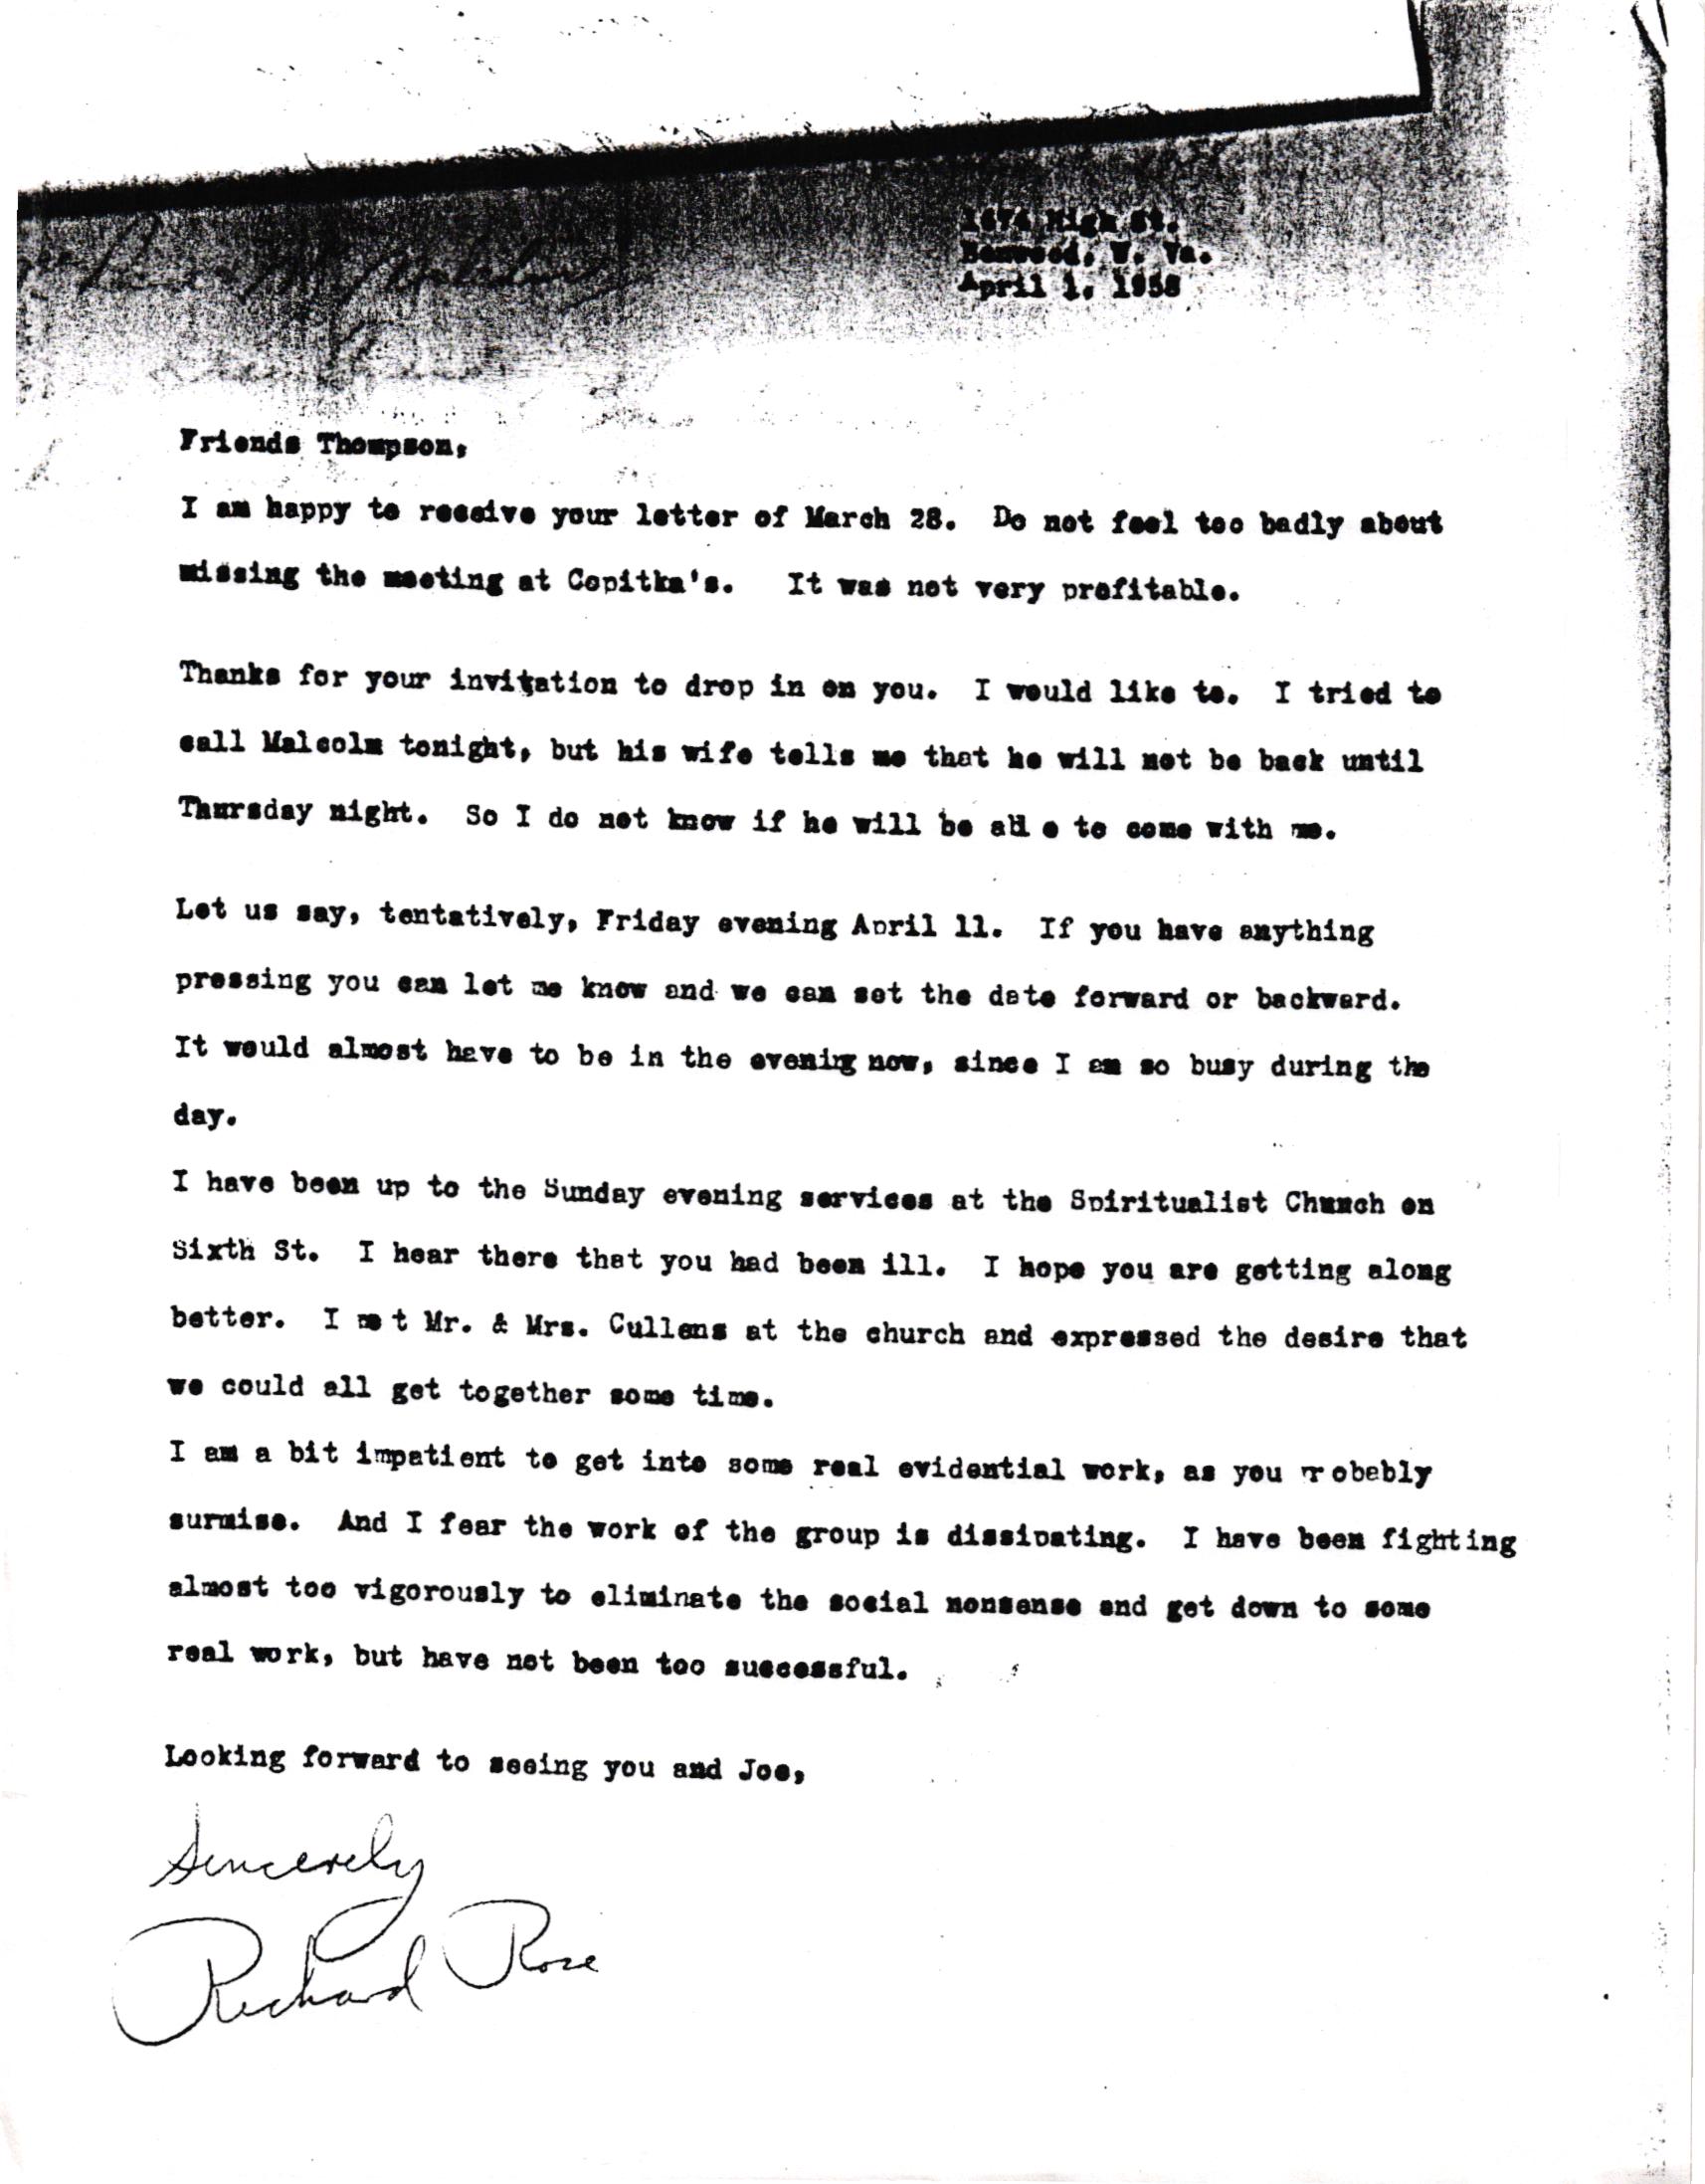 1686 High St.
Benwood, W. Va.
April 1, 1958
Friends Thompson,
I am happy to receive your letter of March 28. Do not feel too badly about
missing the meeting at Copitka's. It was not very profitable.
Thanks for your invitation to drop in on you. I would like to. I tried to
call Malcolm tonight, but his wife tells me that he will not be back until
Thursday night. So I do not know if he will be able to come with me.
Let us say, tentatively, Friday evening April 11. If you have anything
pressing you can let me know and we can set the date forward or backward.
It would almost have to be in the evening now, since I am so busy during the
day.
I have been up to the Sunday evening services at the Spiritualist Church on
Sixth St. I hear there that you had been ill. I hope you are getting along
better. I met Mr. & Mrs. Cullens at the church and expressed the desire that
we could all get together some time.
I am a bit impatient to get into some real evidential work, as you probably
surmise. And I fear the work of the group is dissipating. I have been fighting
almost too vigorously to eliminate the social nonsense and get down to some
real work, but have not been too successful.
Looking forward to seeing you and Joe,
Sincerely
Richard Rose